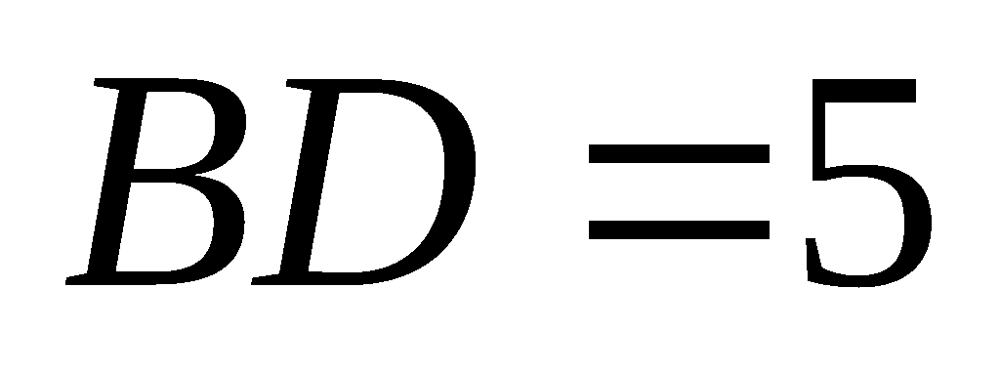 BD = 5